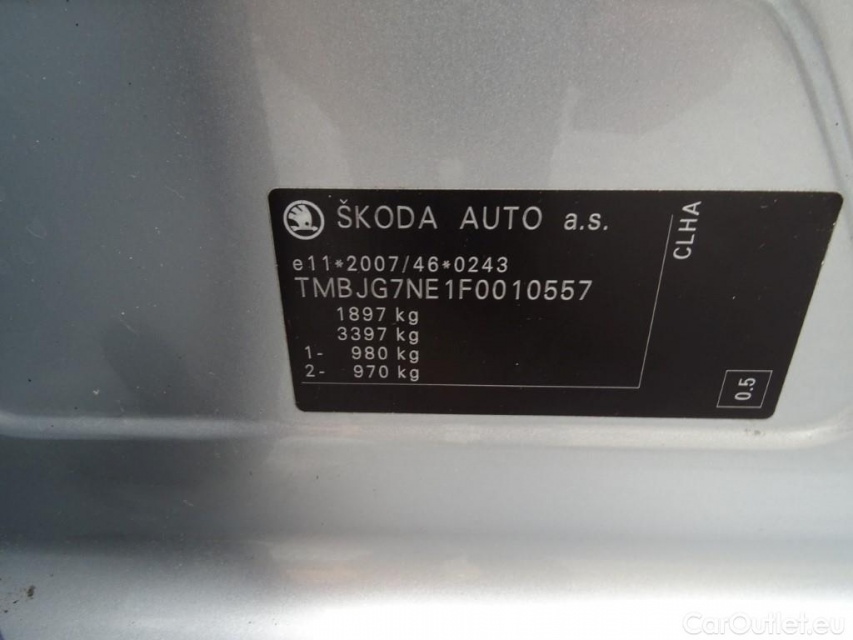 ŠKODA AUTO a.s.
CLHA
e11*2007/46*0243
TMBJG7NE1F0010557
1897 kg
3397 kg
1- 980 kg
2- 970 kg
0.5
CarOutlet.eu